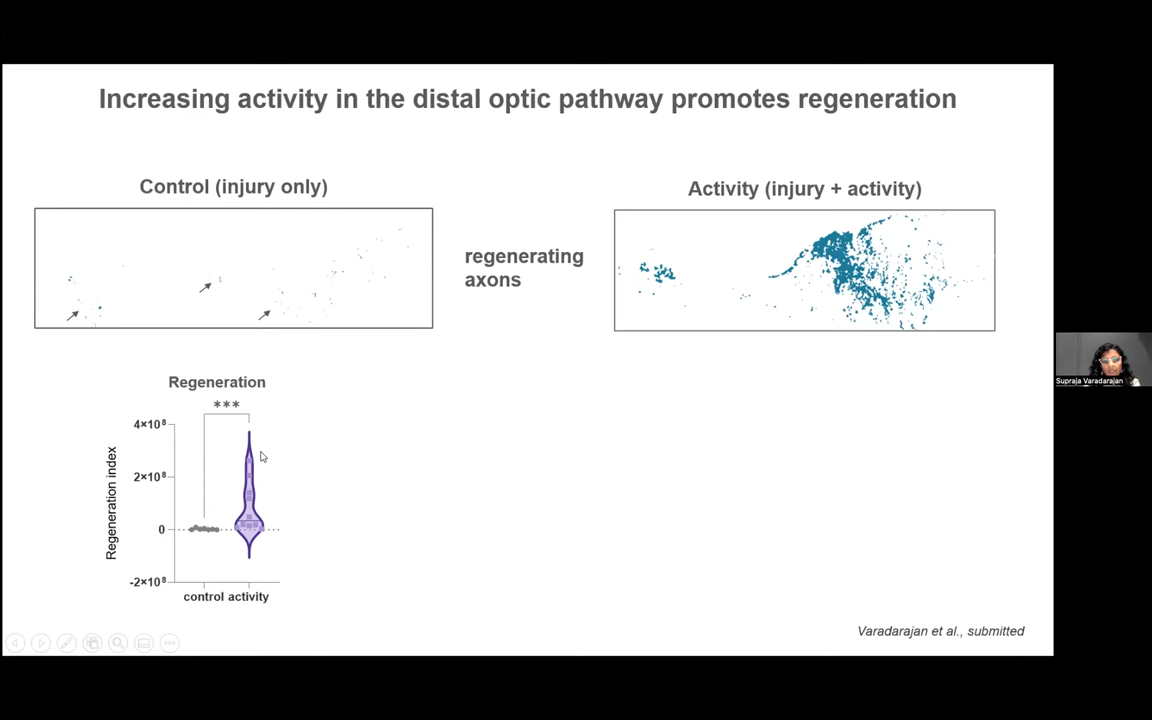 Increasing activity in the distal optic pathway promotes regeneration
Control (injury only)
Activity (injury + activity)
regenerating
axons
Regeneration
***
4×10⁸
2×10⁸
0
-2×10⁸
Regeneration index
control activity
Varadarajan et al., submitted
Supraja Varadarajan